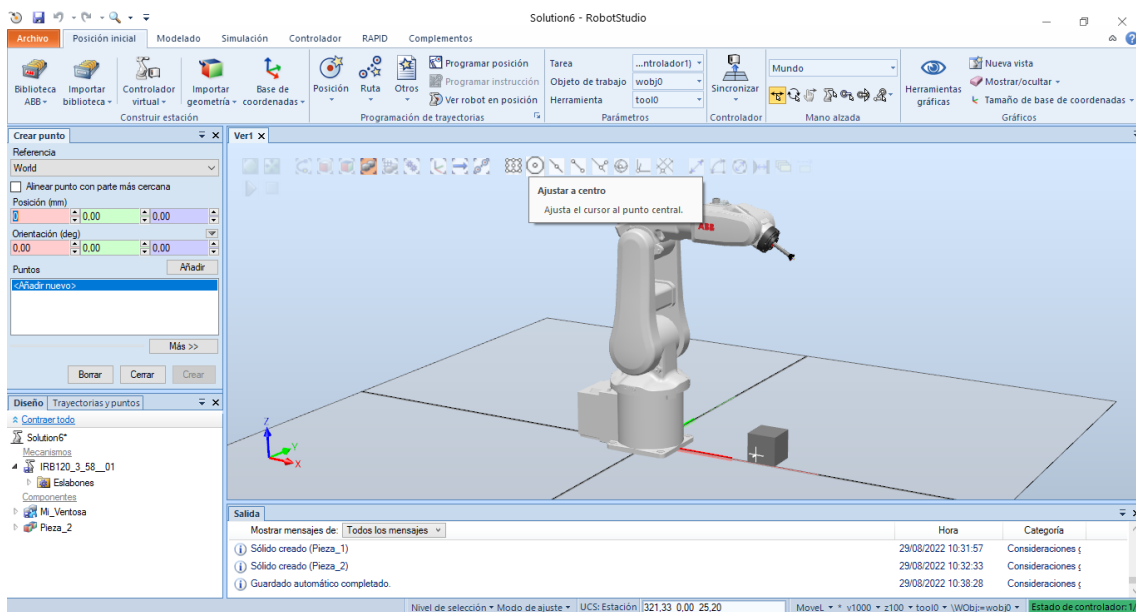 Solution6 - RobotStudio
Archivo Posición inicial Modelado Simulación Controlador RAPID Complementos
Biblioteca ABB
Importar biblioteca
Controlador virtual
Importar geometría
Base de coordenadas
Construir estación
Posición
Ruta
Otros
Programar posición
Programar instrucción
Ver robot en posición
Programación de trayectorias
Tarea ...ntrolador1)
Objeto de trabajo wobj0
Herramienta tool0
Parámetros
Sincronizar
Controlador
Mundo
Mano alzada
Herramientas gráficas
Nueva vista
Mostrar/ocultar
Tamaño de base de coordenadas
Gráficos
Crear punto
Referencia
World
Alinear punto con parte más cercana
Posición (mm)
0 0.00 0.00
Orientación (deg)
0.00 0.00 0.00
Puntos Añadir
<Añadir nuevo>
Más >>
Borrar Cerrar Crear
Diseño Trayectorias y puntos
Contraer todo
Solution6*
Mecanismos
IRB120_3_58__01
Eslabones
Componentes
Mi_Ventosa
Pieza_2
Ver1
Ajustar a centro
Ajusta el cursor al punto central.
ABB
Z
Y
X
Salida
Mostrar mensajes de: Todos los mensajes Hora Categoría
Sólido creado (Pieza_1) 29/08/2022 10:31:57 Consideraciones g
Sólido creado (Pieza_2) 29/08/2022 10:32:33 Consideraciones g
Guardado automático completado. 29/08/2022 10:38:28 Consideraciones g
Nivel de selección Modo de ajuste UCS: Estación 321,33 0,00 25,20 MoveL * v1000 z100 tool0 \WObj:=wobj0 Estado de controlador: 1/